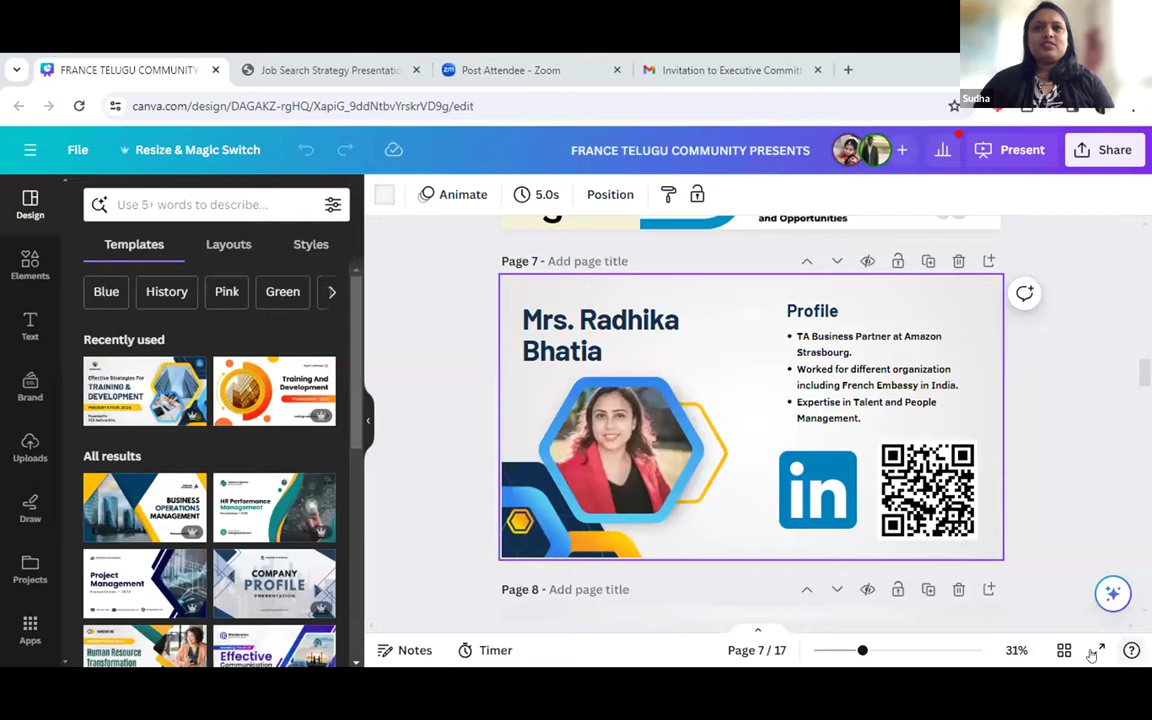 Sudha
FRANCE TELUGU COMMUNITY
Job Search Strategy Presentatio
zm Post Attendee - Zoom
Invitation to Executive Committ
canva.com/design/DAGAKZ-rgHQ/XapiG_9ddNtbvYrskrVD9g/edit
File
Resize & Magic Switch
FRANCE TELUGU COMMUNITY PRESENTS
Present
Share
Design
Elements
Text
Brand
Uploads
Draw
Projects
Apps
Use 5+ words to describe...
Templates
Layouts
Styles
Blue
History
Pink
Green
Recently used
Effective Strategies For
TRAINING &
DEVELOPMENT
Training And
Development
All results
BUSINESS
OPERATIONS
MANAGEMENT
HR Performance
Management
Project
Management
COMPANY
PROFILE
PRESENTATION
Human Resource
Transformation
Effective
Animate
5.0s
Position
and Opportunities
Page 7 - Add page title
Mrs. Radhika
Bhatia
Profile
• TA Business Partner at Amazon
Strasbourg.
• Worked for different organization
including French Embassy in India.
• Expertise in Talent and People
Management.
in
Page 8 - Add page title
Notes
Timer
Page 7 / 17
31%